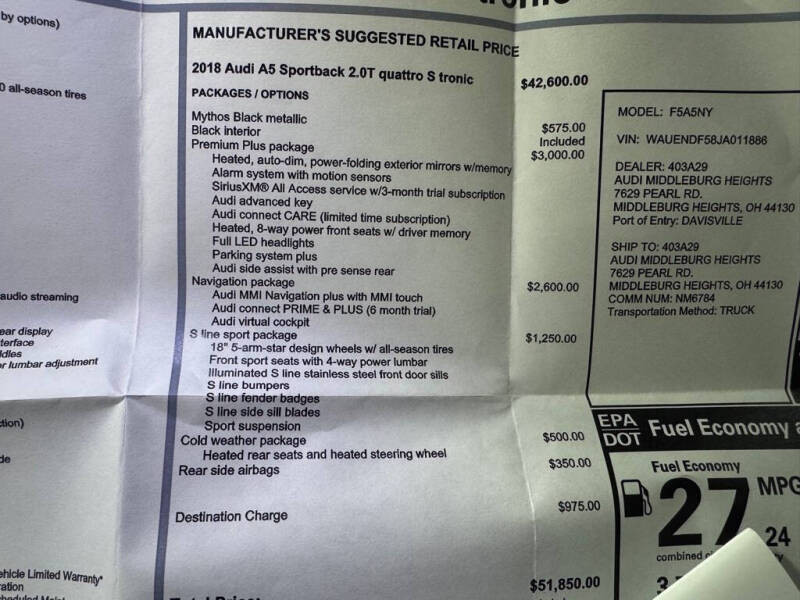 by options)
0 all-season tires
audio streaming
ear display
terface
ddles
r lumbar adjustment
ction)
de
ehicle Limited Warranty*
ration
MANUFACTURER'S SUGGESTED RETAIL PRICE
2018 Audi A5 Sportback 2.0T quattro S tronic $42,600.00
PACKAGES / OPTIONS
Mythos Black metallic $575.00
Black interior Included
Premium Plus package $3,000.00
Heated, auto-dim, power-folding exterior mirrors w/memory
Alarm system with motion sensors
SiriusXM® All Access service w/3-month trial subscription
Audi advanced key
Audi connect CARE (limited time subscription)
Heated, 8-way power front seats w/ driver memory
Full LED headlights
Parking system plus
Audi side assist with pre sense rear
Navigation package $2,600.00
Audi MMI Navigation plus with MMI touch
Audi connect PRIME & PLUS (6 month trial)
Audi virtual cockpit
S line sport package $1,250.00
18" 5-arm-star design wheels w/ all-season tires
Front sport seats with 4-way power lumbar
Illuminated S line stainless steel front door sills
S line bumpers
S line fender badges
S line side sill blades
Sport suspension
Cold weather package $500.00
Heated rear seats and heated steering wheel
Rear side airbags $350.00
Destination Charge $975.00
Total Price: $51,850.00
MODEL: F5A5NY
VIN: WAUENDF58JA011886
DEALER: 403A29
AUDI MIDDLEBURG HEIGHTS
7629 PEARL RD.
MIDDLEBURG HEIGHTS, OH 44130
Port of Entry: DAVISVILLE
SHIP TO: 403A29
AUDI MIDDLEBURG HEIGHTS
7629 PEARL RD.
MIDDLEBURG HEIGHTS, OH 44130
COMM NUM: NM6784
Transportation Method: TRUCK
EPA
DOT Fuel Economy a
Fuel Economy
27 MPG
24
combined